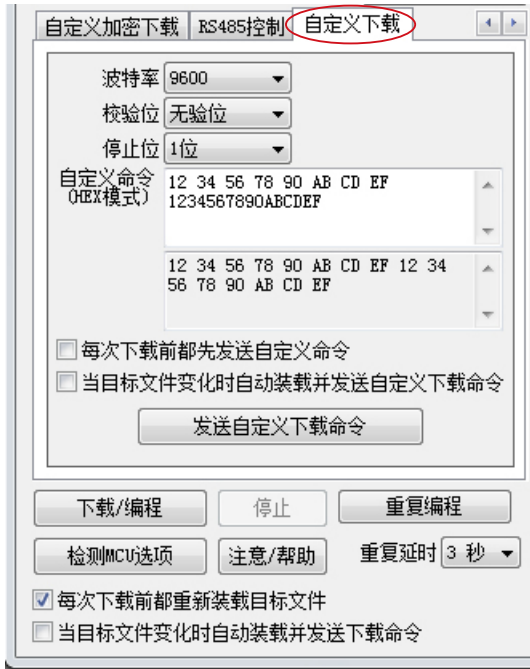 自定义加密下载 RS485控制 自定义下载
波特率 9600
校验位 无验位
停止位 1位
自定义命令 12 34 56 78 90 AB CD EF
(HEX模式) 1234567890ABCDEF
12 34 56 78 90 AB CD EF 12 34
56 78 90 AB CD EF
每次下载前都先发送自定义命令
当目标文件变化时自动装载并发送自定义下载命令
发送自定义下载命令
下载/编程 停止 重复编程
检测MCU选项 注意/帮助 重复延时 3 秒
每次下载前都重新装载目标文件
当目标文件变化时自动装载并发送下载命令